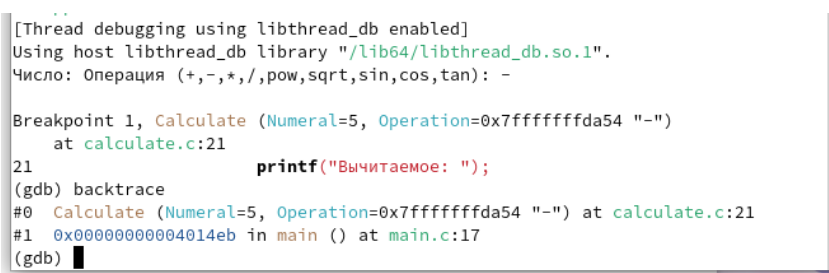 [Thread debugging using libthread_db enabled]
Using host libthread_db library "/lib64/libthread_db.so.1".
Число: Операция (+,-,*,/,pow,sqrt,sin,cos,tan): -
Breakpoint 1, Calculate (Numeral=5, Operation=0x7fffffffda54 "-")
    at calculate.c:21
21                      printf("Вычитаемое: ");
(gdb) backtrace
#0  Calculate (Numeral=5, Operation=0x7fffffffda54 "-") at calculate.c:21
#1  0x00000000004014eb in main () at main.c:17
(gdb)